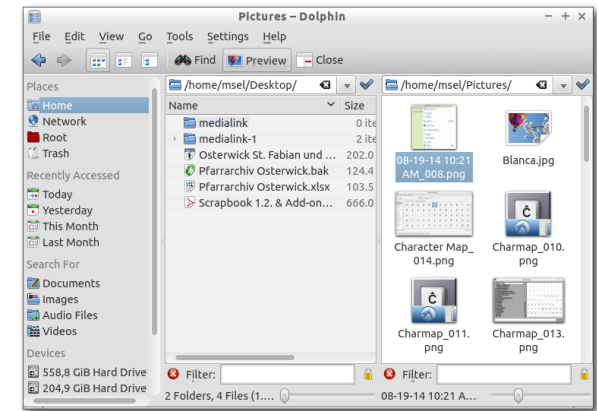 Pictures – Dolphin
File Edit View Go Tools Settings Help
Find Preview Close
Places
Home
Network
Root
Trash
Recently Accessed
Today
Yesterday
This Month
Last Month
Search For
Documents
Images
Audio Files
Videos
Devices
558,8 GiB Hard Drive
204,9 GiB Hard Drive
/home/msel/Desktop/
Name Size
medialink 0 ite
medialink-1 2 ite
Osterwick St. Fabian und ... 202.0
Pfarrarchiv Osterwick.bak 124.4
Pfarrarchiv Osterwick.xlsx 103.5
Scrapbook 1.2. & Add-on... 666.0
Filter:
2 Folders, 4 Files (1....
/home/msel/Pictures/
08-19-14 10:21
AM_008.png
Blanca.jpg
Character Map_
014.png
Ĉ
Charmap_010.
png
Ĉ
Charmap_011.
png
Charmap_013.
png
Filter:
08-19-14 10:21 A...